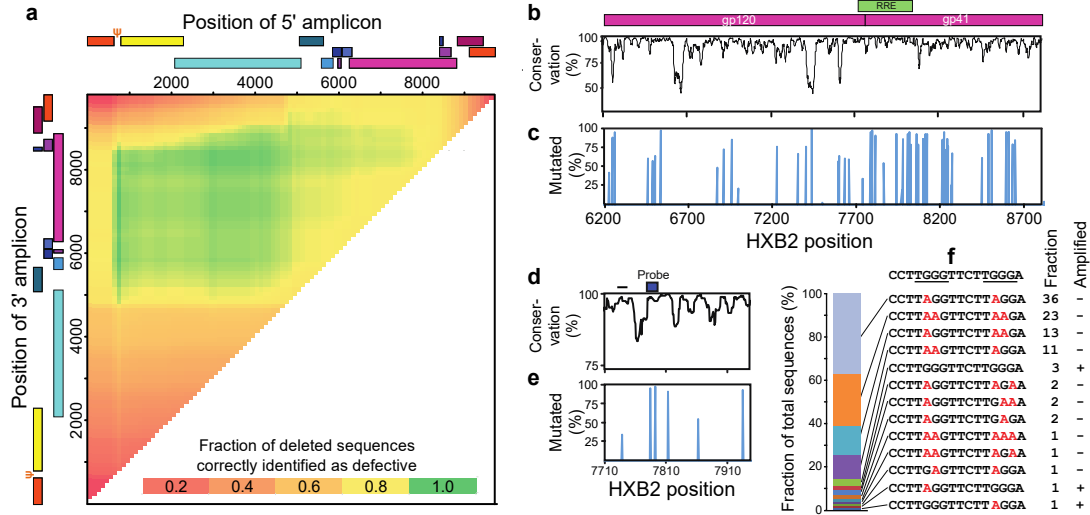 a
Position of 5' amplicon
Ψ
2000 4000 6000 8000
Position of 3' amplicon
8000
6000
4000
2000
Ψ
Fraction of deleted sequences
correctly identified as defective
0.2 0.4 0.6 0.8 1.0
b
RRE
gp120 gp41
Conser-
vation
(%)
100
75
50
c
Mutated
(%)
100
75
50
25
6200 6700 7200 7700 8200 8700
HXB2 position
d
Probe
Conser-
vation
(%)
100
75
e
Mutated
(%)
100
75
50
25
7710 7810 7910
HXB2 position
f
Fraction
Amplified
Fraction of total sequences (%)
100
80
60
40
20
0
CCTTGGGTTCTTGGGA
CCTTAGGTTCTTAGGA 36 –
CCTTAAGTTCTTAAGA 23 –
CCTTAGGTTCTTAAGA 13 –
CCTTAAGTTCTTAGGA 11 –
CCTTGGGTTCTTGGGA 3 +
CCTTAGGTTCTTAGAA 2 –
CCTTAGGTTCTTGAAA 2 –
CCTTAGGTTCTTGAGA 2 –
CCTTAAGTTCTTAAAA 1 –
CCTTAAGTTCTTAGAA 1 –
CCTTGAGTTCTTAGGA 1 –
CCTTAGGTTCTTGGGA 1 +
CCTTGGGTTCTTAGGA 1 +